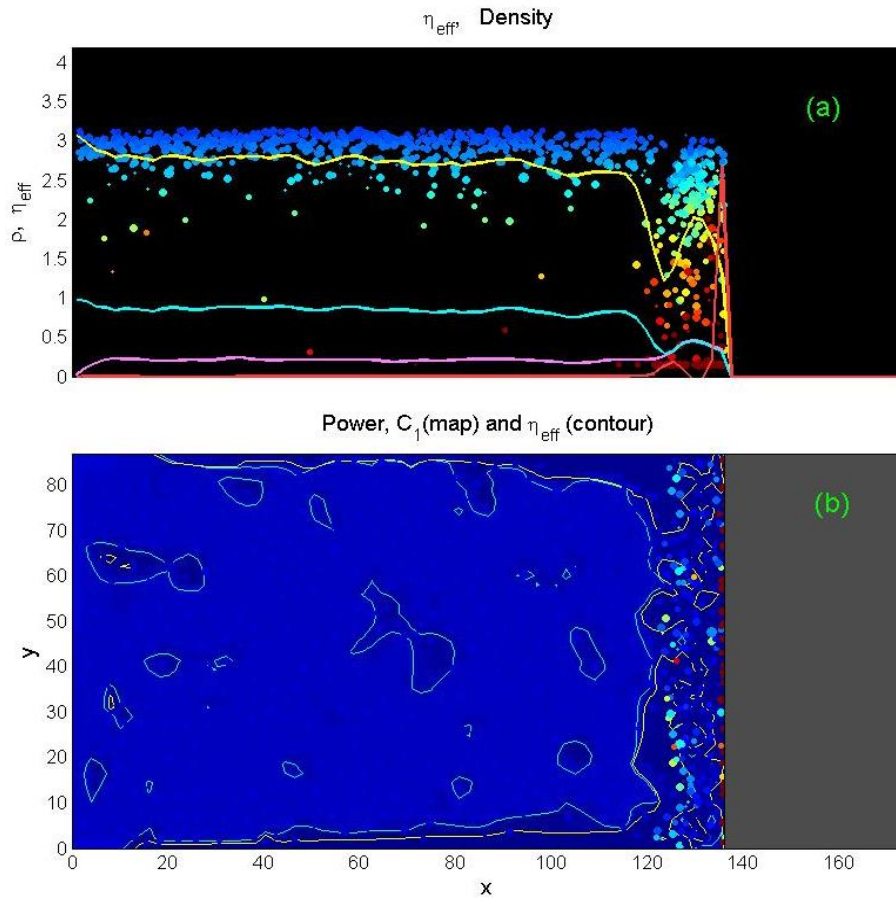 η_eff, Density
(a)
4
3.5
3
2.5
2
1.5
1
0.5
0
ρ, η_eff
Power, C_1(map) and η_eff (contour)
(b)
80
70
60
50
40
30
20
10
0
y
0 20 40 60 80 100 120 140 160
x